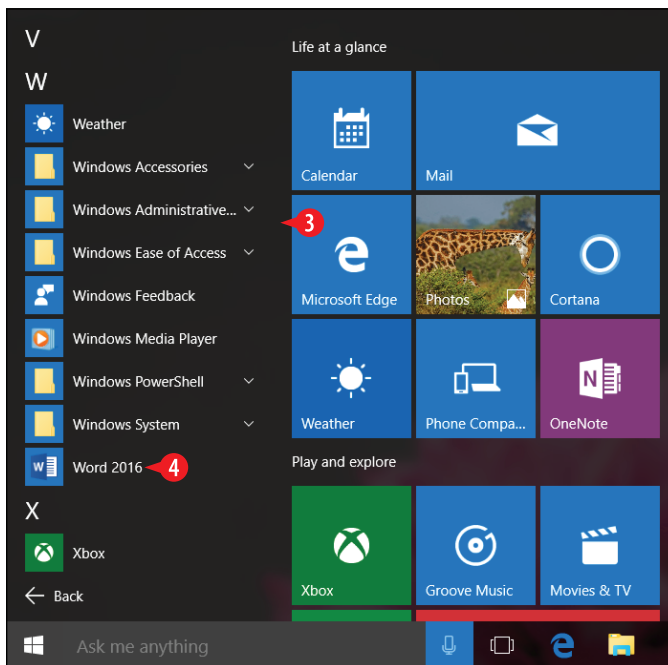 V
W
Weather
Windows Accessories
Windows Administrative...
Windows Ease of Access
Windows Feedback
Windows Media Player
Windows PowerShell
Windows System
Word 2016
4
X
Xbox
Back
3
Life at a glance
Calendar
Mail
Microsoft Edge
Photos
Cortana
Weather
Phone Compa...
OneNote
Play and explore
Xbox
Groove Music
Movies & TV
Ask me anything